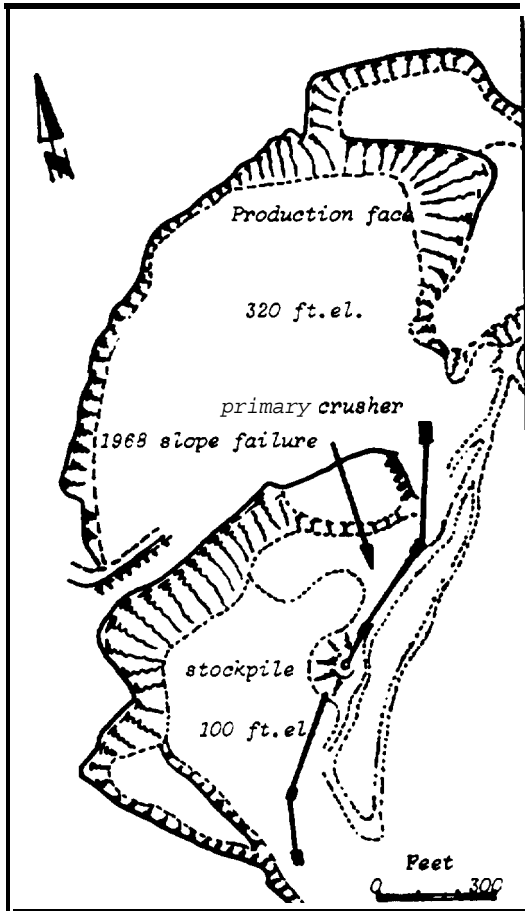 N
Production face
320 ft.el.
primary crusher
1968 slope failure
stockpile
100 ft.el
Feet
0 300